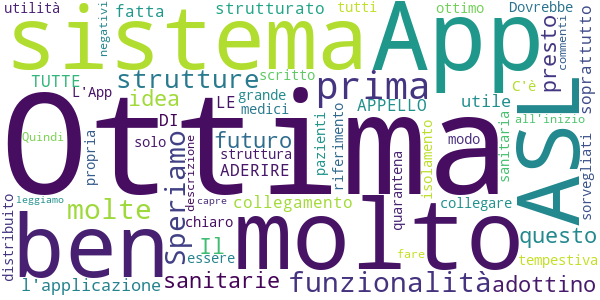 utilità
negativi
fatta
strutturato
tutti
ottimo
Dovrebbe
commenti
sistema
App
presto
soprattutto
TUTTE
L'App
strutture
scritto
prima
C'è
idea
LE
grande
medici
APPELLO
utile
ASL
all'inizio
Ottima
DI
Quindi
propria
solo
futuro
struttura
ADERIRE
pazienti
riferimento
isolamento
modo
sanitaria
sorvegliati
Speriamo
descrizione
quarantena
leggiamo
capre
collegamento
collegare
molte
chiaro
molto
distribuito
ben
Il
essere
questo
fare
tempestiva
l'applicazione
sanitarie
funzionalità
adottino